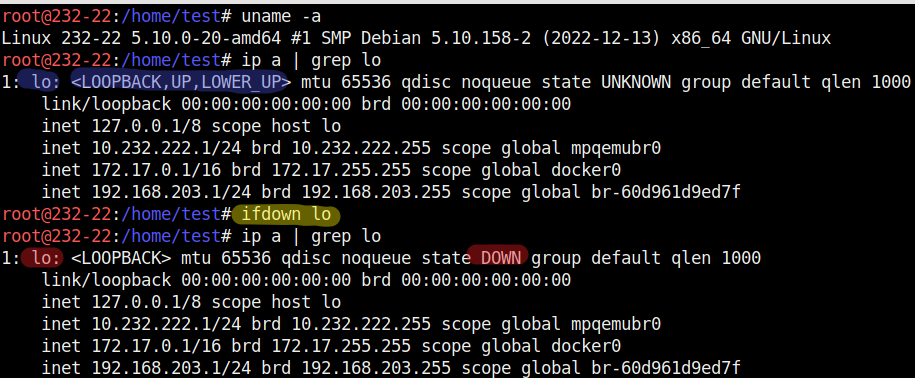 root@232-22:/home/test# uname -a
Linux 232-22 5.10.0-20-amd64 #1 SMP Debian 5.10.158-2 (2022-12-13) x86_64 GNU/Linux
root@232-22:/home/test# ip a | grep lo
1: lo: <LOOPBACK,UP,LOWER_UP> mtu 65536 qdisc noqueue state UNKNOWN group default qlen 1000
    link/loopback 00:00:00:00:00:00 brd 00:00:00:00:00:00
    inet 127.0.0.1/8 scope host lo
    inet 10.232.222.1/24 brd 10.232.222.255 scope global mpqemubr0
    inet 172.17.0.1/16 brd 172.17.255.255 scope global docker0
    inet 192.168.203.1/24 brd 192.168.203.255 scope global br-60d961d9ed7f
root@232-22:/home/test# ifdown lo
root@232-22:/home/test# ip a | grep lo
1: lo: <LOOPBACK> mtu 65536 qdisc noqueue state DOWN group default qlen 1000
    link/loopback 00:00:00:00:00:00 brd 00:00:00:00:00:00
    inet 127.0.0.1/8 scope host lo
    inet 10.232.222.1/24 brd 10.232.222.255 scope global mpqemubr0
    inet 172.17.0.1/16 brd 172.17.255.255 scope global docker0
    inet 192.168.203.1/24 brd 192.168.203.255 scope global br-60d961d9ed7f